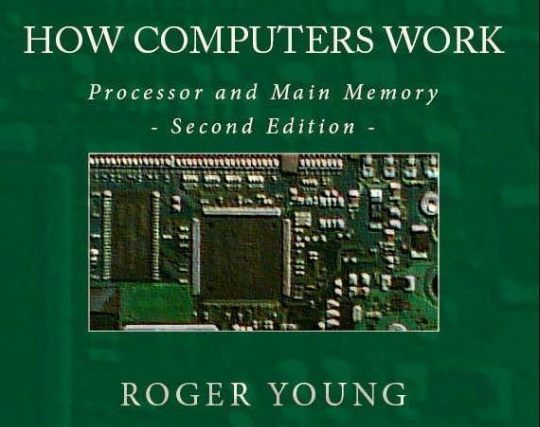 HOW COMPUTERS WORK
Processor and Main Memory
- Second Edition -
ROGER YOUNG